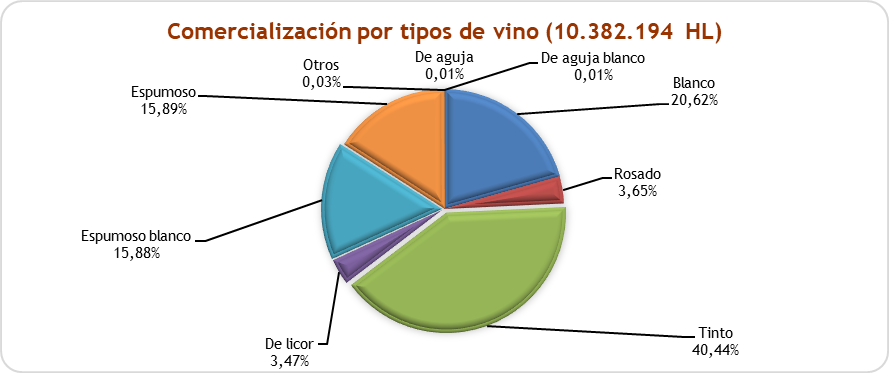 Comercialización por tipos de vino (10.382.194 HL)
De aguja
0,01%
De aguja blanco
0,01%
Otros
0,03%
Blanco
20,62%
Espumoso
15,89%
Rosado
3,65%
Espumoso blanco
15,88%
De licor
3,47%
Tinto
40,44%